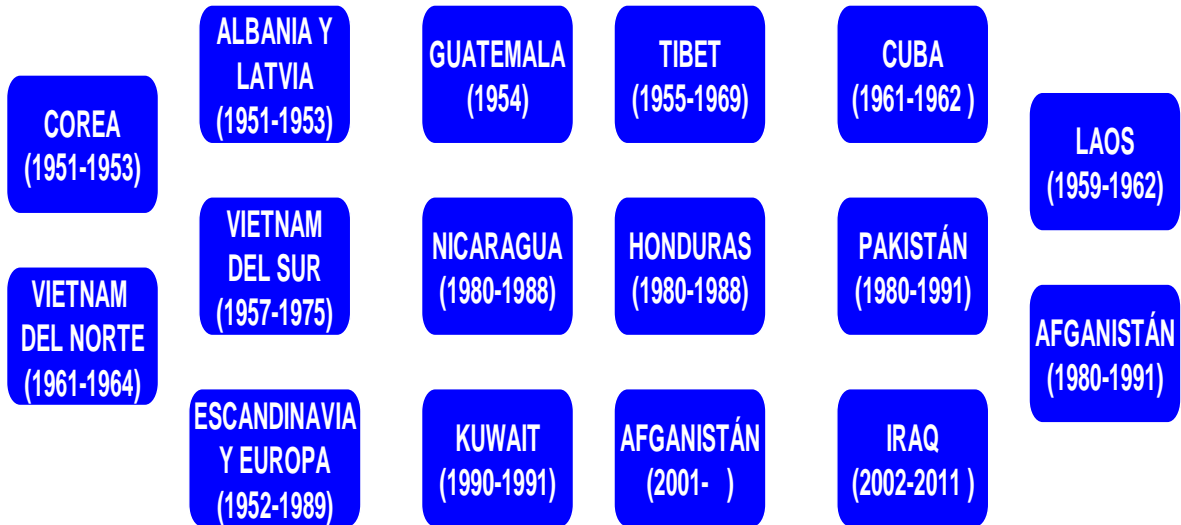 COREA
(1951-1953)
VIETNAM
DEL NORTE
(1961-1964)
ALBANIA Y
LATVIA
(1951-1953)
VIETNAM
DEL SUR
(1957-1975)
ESCANDINAVIA
Y EUROPA
(1952-1989)
GUATEMALA
(1954)
NICARAGUA
(1980-1988)
KUWAIT
(1990-1991)
TIBET
(1955-1969)
HONDURAS
(1980-1988)
AFGANISTÁN
(2001- )
CUBA
(1961-1962 )
PAKISTÁN
(1980-1991)
IRAQ
(2002-2011 )
LAOS
(1959-1962)
AFGANISTÁN
(1980-1991)